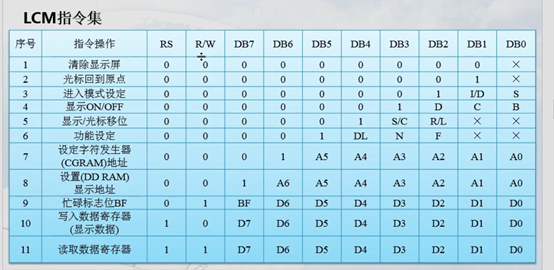 LCM指令集
序号 指令操作 RS R/W DB7 DB6 DB5 DB4 DB3 DB2 DB1 DB0
1 清除显示屏 0 0 0 0 0 0 0 0 0 ×
2 光标回到原点 0 0 0 0 0 0 0 0 1 ×
3 进入模式设定 0 0 0 0 0 0 0 1 I/D S
4 显示ON/OFF 0 0 0 0 0 0 1 D C B
5 显示/光标移位 0 0 0 0 0 1 S/C R/L × ×
6 功能设定 0 0 0 0 1 DL N F × ×
7 设定字符发生器(CGRAM)地址 0 0 0 1 A5 A4 A3 A2 A1 A0
8 设置(DD RAM)显示地址 0 0 1 A6 A5 A4 A3 A2 A1 A0
9 忙碌标志位BF 0 1 BF D6 D5 D4 D3 D2 D1 D0
10 写入数据寄存器(显示数据) 1 0 D7 D6 D5 D4 D3 D2 D1 D0
11 读取数据寄存器 1 1 D7 D6 D5 D4 D3 D2 D1 D0